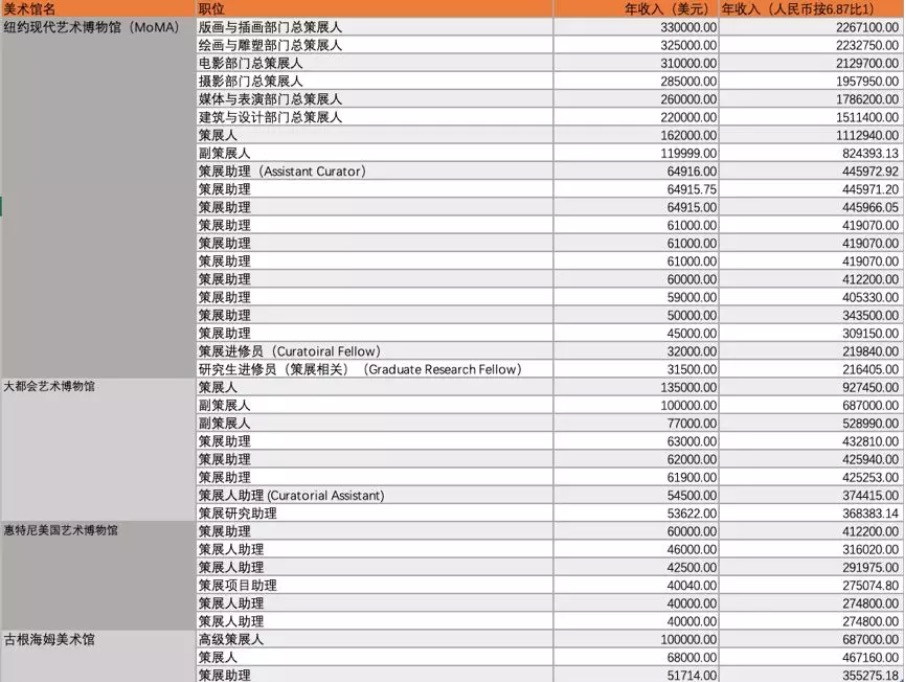 美术馆名 职位 年收入（美元） 年收入（人民币按6.87比1）
纽约现代艺术博物馆（MoMA） 版画与插画部门总策展人 330000.00 2267100.00
绘画与雕塑部门总策展人 325000.00 2232750.00
电影部门总策展人 310000.00 2129700.00
摄影部门总策展人 285000.00 1957950.00
媒体与表演部门总策展人 260000.00 1786200.00
建筑与设计部门总策展人 220000.00 1511400.00
策展人 162000.00 1112940.00
副策展人 119999.00 824393.13
策展助理（Assistant Curator） 64916.00 445972.92
策展助理 64915.75 445971.20
策展助理 64915.00 445966.05
策展助理 61000.00 419070.00
策展助理 61000.00 419070.00
策展助理 61000.00 419070.00
策展助理 60000.00 412200.00
策展助理 59000.00 405330.00
策展助理 50000.00 343500.00
策展助理 45000.00 309150.00
策展进修员（Curatoiral Fellow） 32000.00 219840.00
研究生进修员（策展相关）（Graduate Research Fellow） 31500.00 216405.00
大都会艺术博物馆 策展人 135000.00 927450.00
副策展人 100000.00 687000.00
副策展人 77000.00 528990.00
策展助理 63000.00 432810.00
策展助理 62000.00 425940.00
策展助理 61900.00 425253.00
策展人助理 (Curatorial Assistant) 54500.00 374415.00
策展研究助理 53622.00 368383.14
惠特尼美国艺术博物馆 策展助理 60000.00 412200.00
策展人助理 46000.00 316020.00
策展人助理 42500.00 291975.00
策展项目助理 40040.00 275074.80
策展人助理 40000.00 274800.00
策展人助理 40000.00 274800.00
古根海姆美术馆 高级策展人 100000.00 687000.00
策展人 68000.00 467160.00
策展助理 51714.00 355275.18